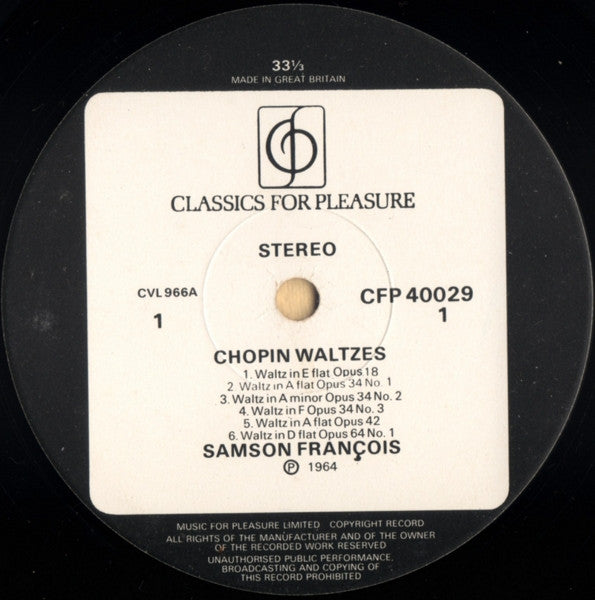 33⅓
MADE IN GREAT BRITAIN
CLASSICS FOR PLEASURE
STEREO
CVL 966A
1
CFP 40029
1
CHOPIN WALTZES
1. Waltz in E flat Opus 18
2 Waltz in A flat Opus 34 No. 1
3. Waltz in A minor Opus 34 No. 2
4. Waltz in F Opus 34 No. 3
5. Waltz in A flat Opus 42
6. Waltz in D flat Opus 64 No. 1
SAMSON FRANÇOIS
℗ 1964
MUSIC FOR PLEASURE LIMITED COPYRIGHT RECORD
ALL RIGHTS OF THE MANUFACTURER AND OF THE OWNER
OF THE RECORDED WORK RESERVED
UNAUTHORISED PUBLIC PERFORMANCE,
BROADCASTING AND COPYING OF
THIS RECORD PROHIBITED